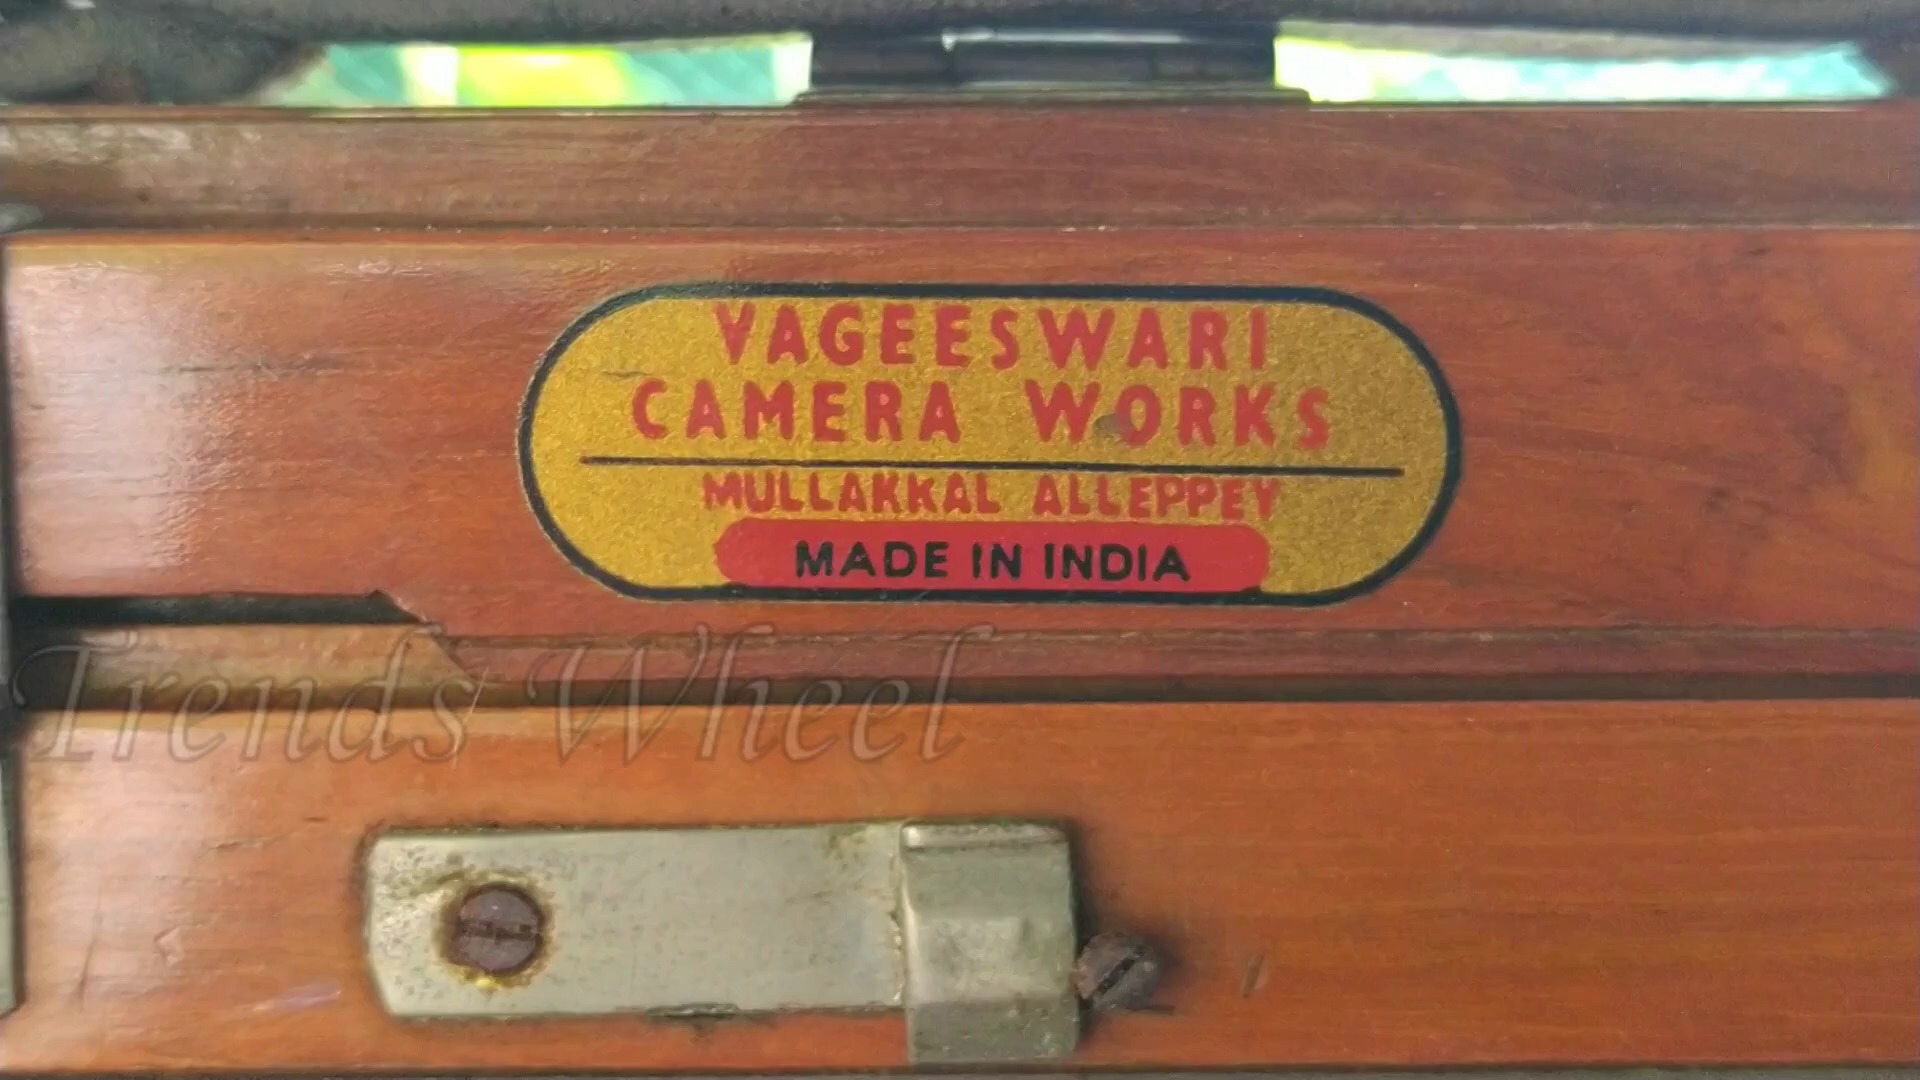 VAGEESWARI
CAMERA WORKS
MULLAKKAL ALLEPPEY
MADE IN INDIA
Trends Wheel